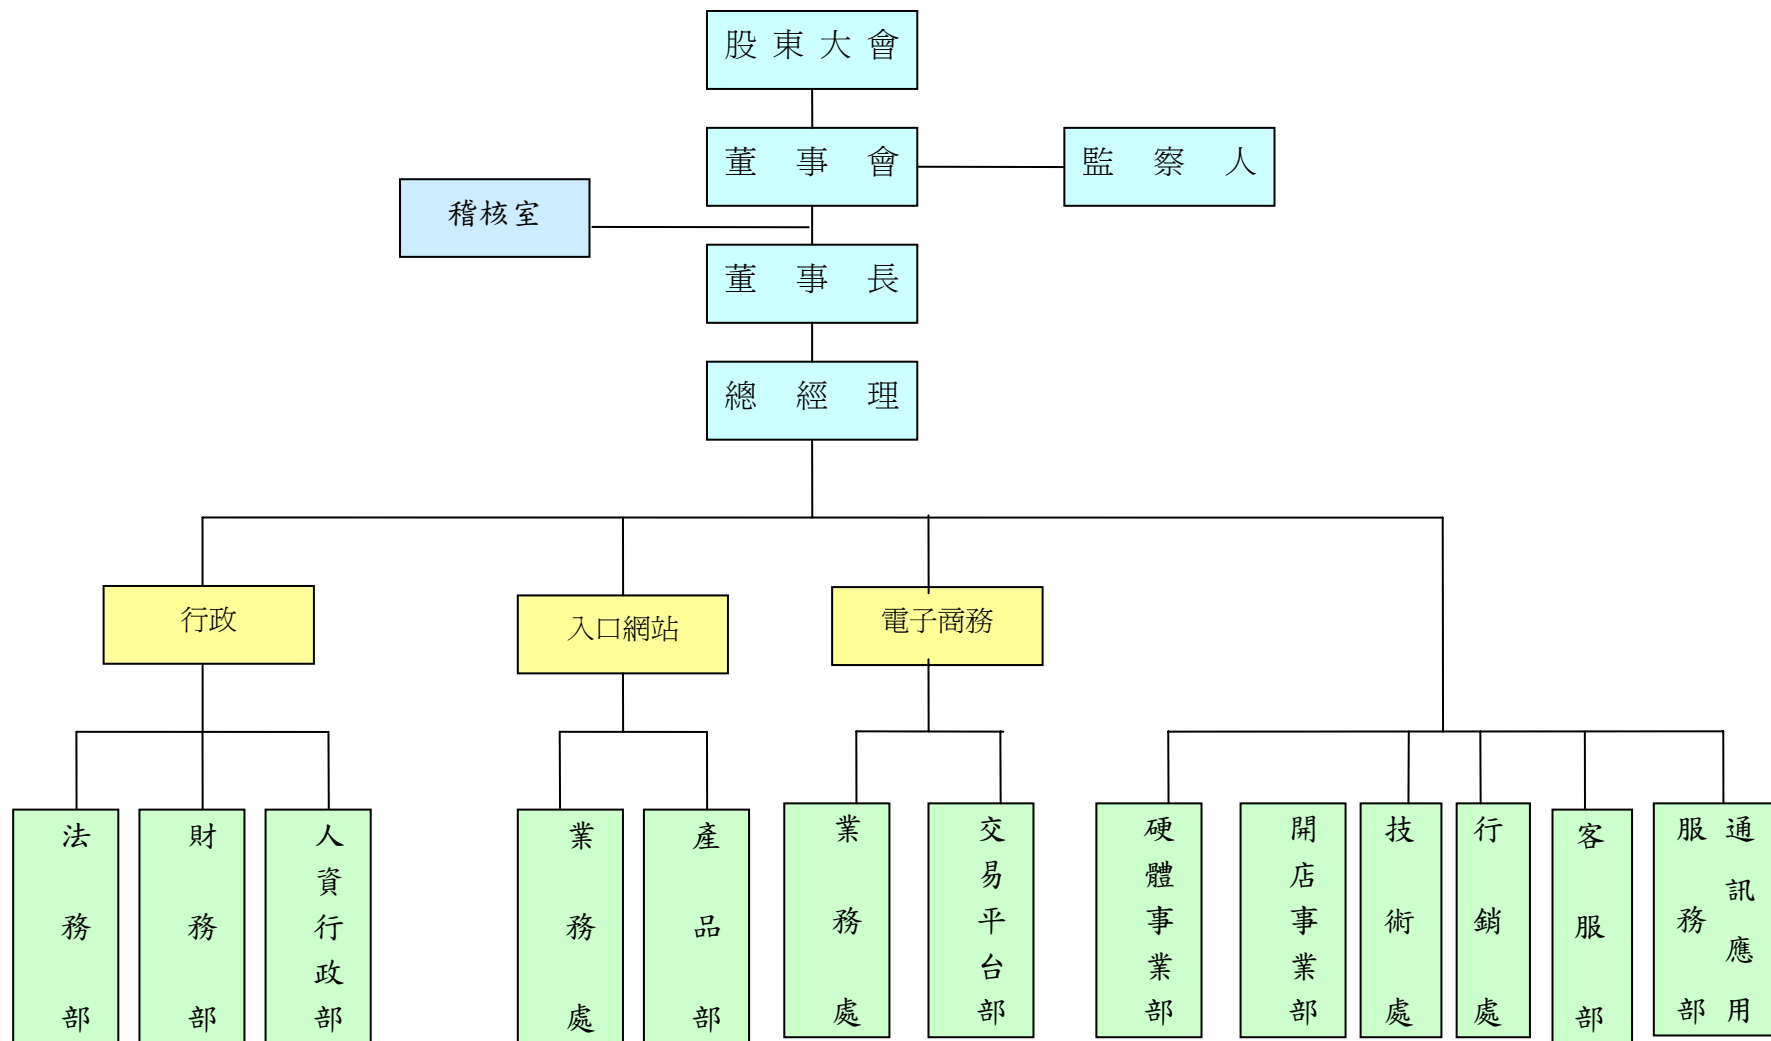 股東大會
董事會
監察人
稽核室
董事長
總經理
行政
入口網站
電子商務
法務部
財務部
人資行政部
業務處
產品部
業務處
交易平台部
硬體事業部
開店事業部
技術處
行銷處
客服部
通訊應用
服務部